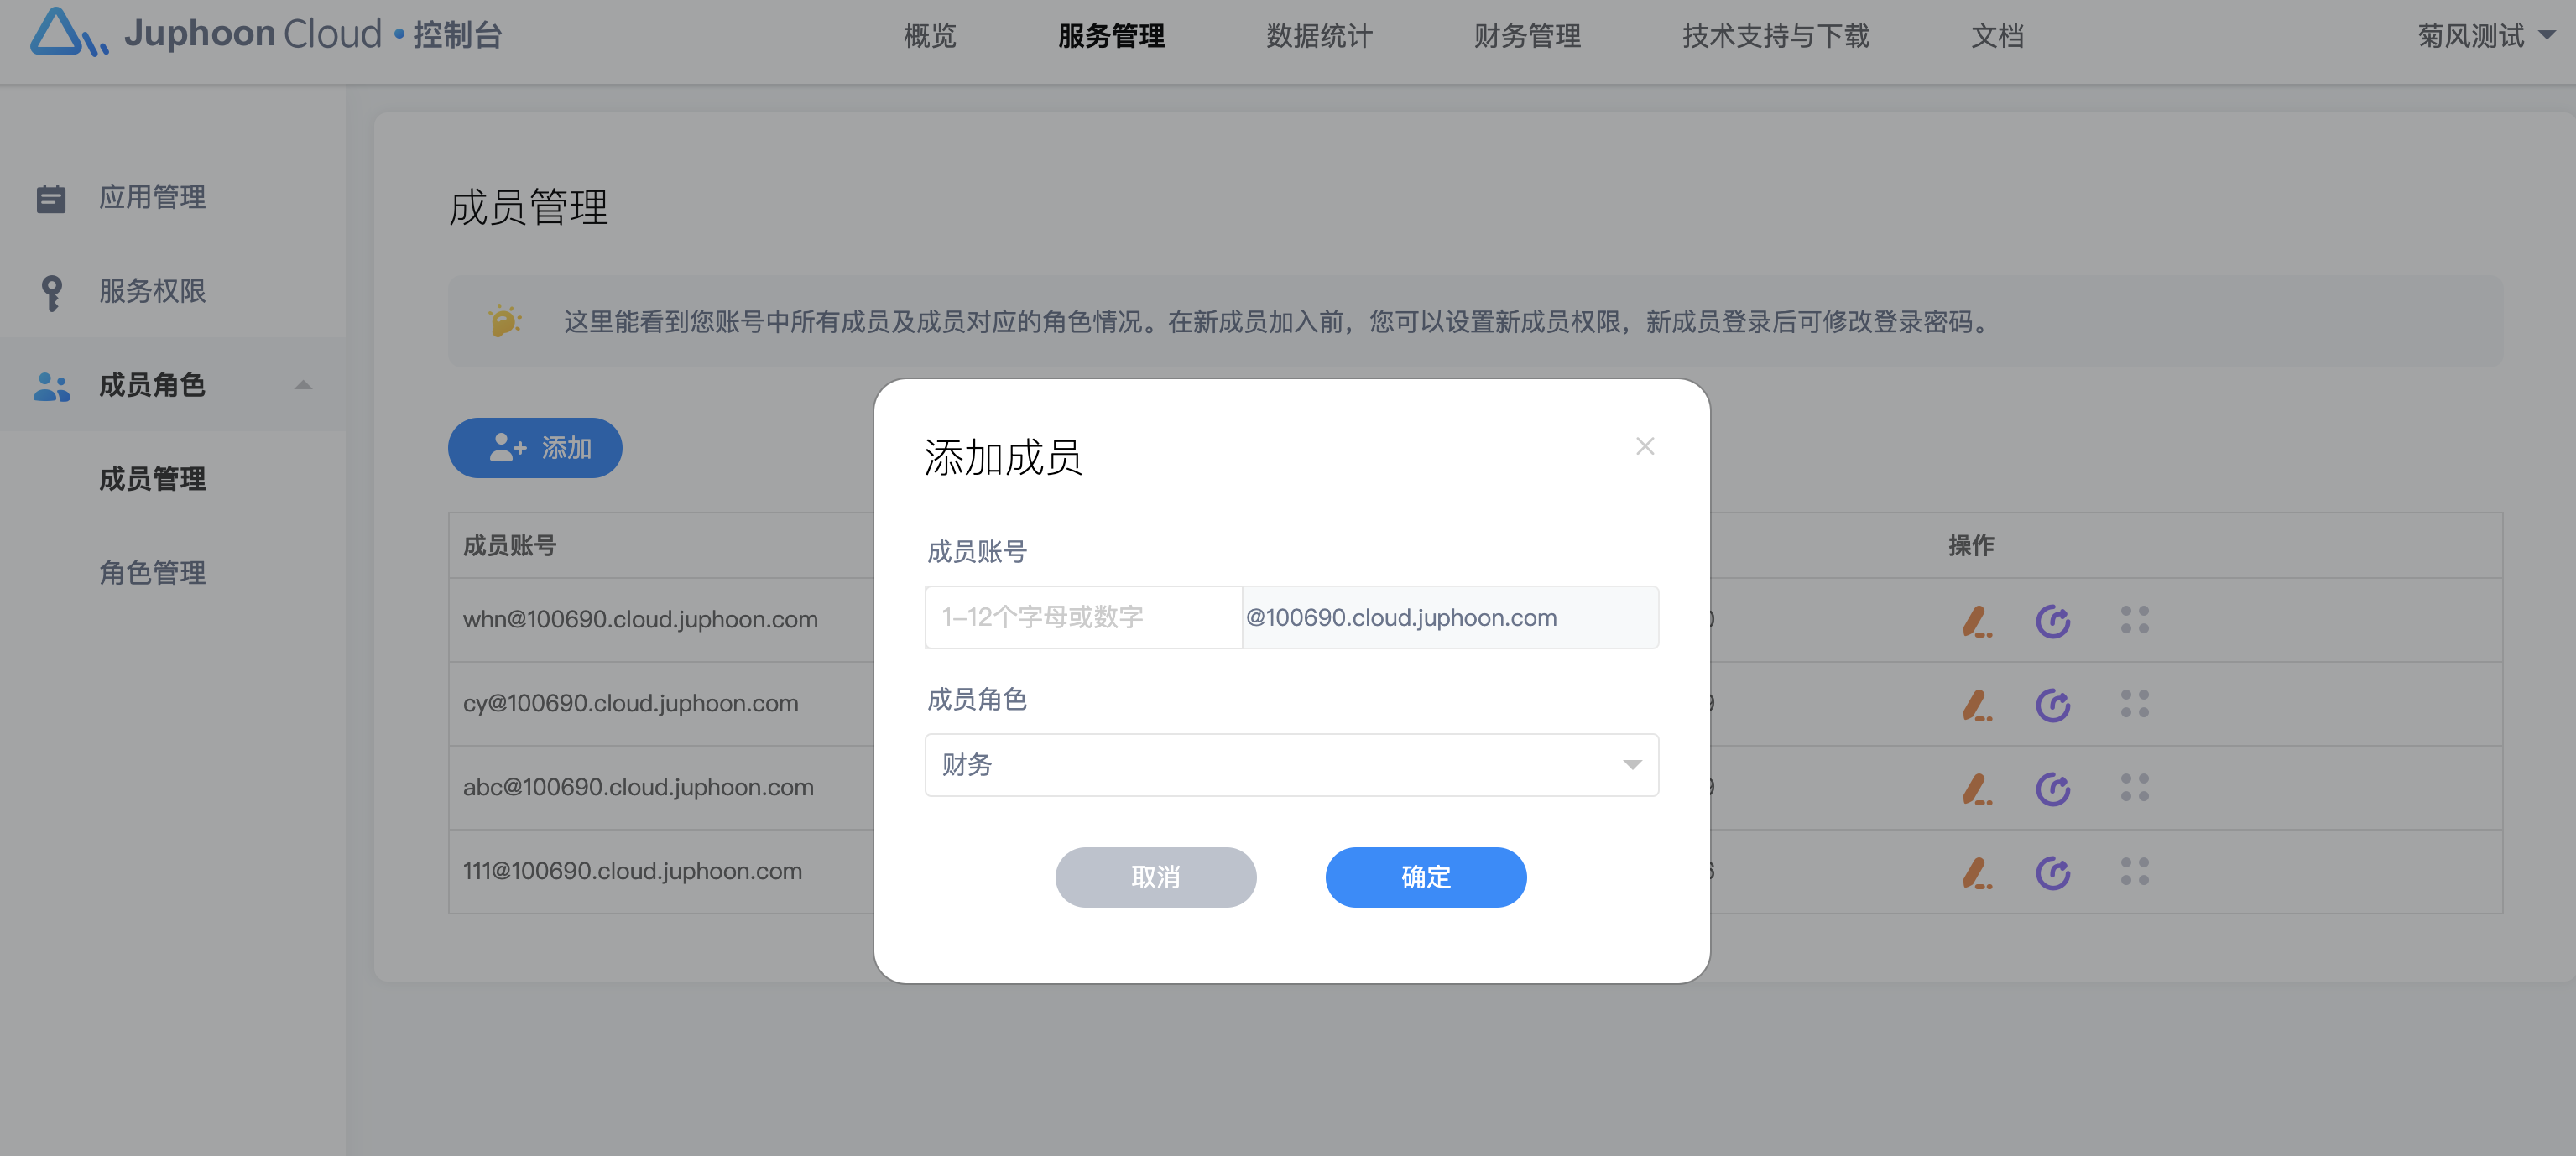 Juphoon Cloud • 控制台
概览
服务管理
数据统计
财务管理
技术支持与下载
文档
菊风测试
应用管理
服务权限
成员角色
成员管理
角色管理
成员管理
这里能看到您账号中所有成员及成员对应的角色情况。在新成员加入前，您可以设置新成员权限，新成员登录后可修改登录密码。
添加
成员账号
操作
whn@100690.cloud.juphoon.com
cy@100690.cloud.juphoon.com
abc@100690.cloud.juphoon.com
111@100690.cloud.juphoon.com
添加成员
成员账号
1–12个字母或数字
@100690.cloud.juphoon.com
成员角色
财务
取消
确定